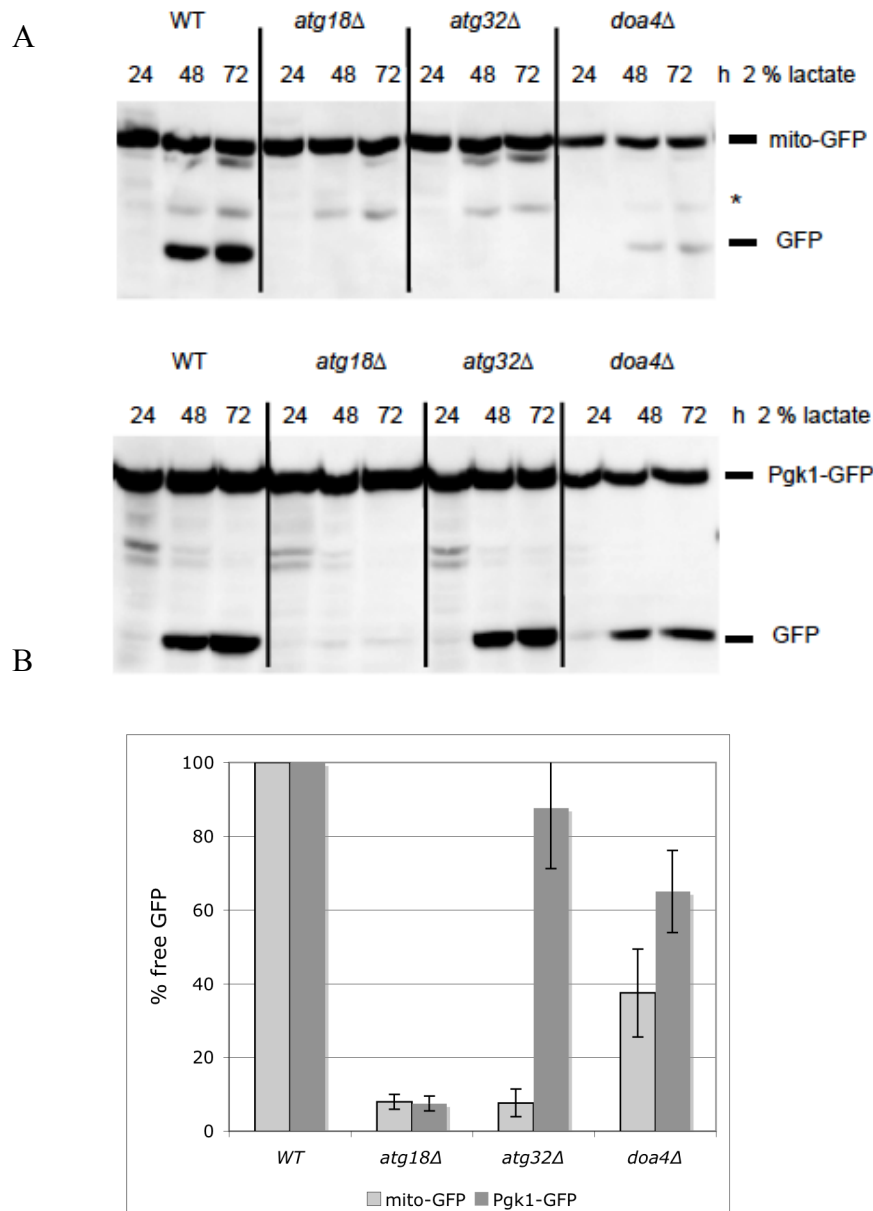 A
WT atg18Δ atg32Δ doa4Δ
24 48 72 24 48 72 24 48 72 24 48 72 h 2 % lactate
mito-GFP
*
GFP
WT atg18Δ atg32Δ doa4Δ
24 48 72 24 48 72 24 48 72 24 48 72 h 2 % lactate
Pgk1-GFP
GFP
B
100
80
60
40
20
0
% free GFP
WT atg18Δ atg32Δ doa4Δ
mito-GFP Pgk1-GFP